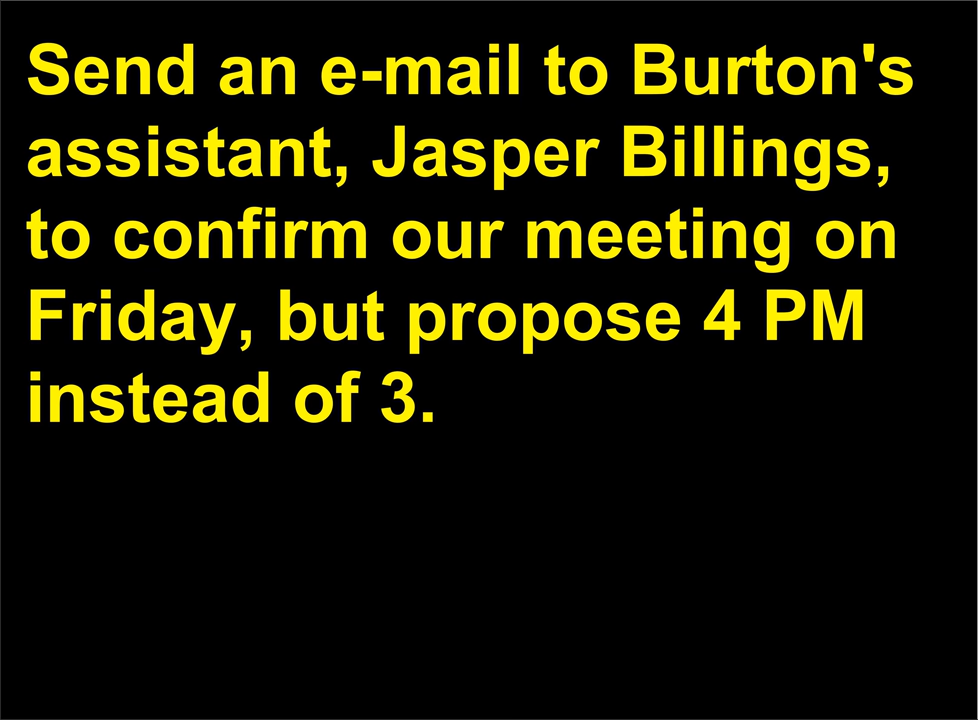 Send an e-mail to Burton's
assistant, Jasper Billings,
to confirm our meeting on
Friday, but propose 4 PM
instead of 3.